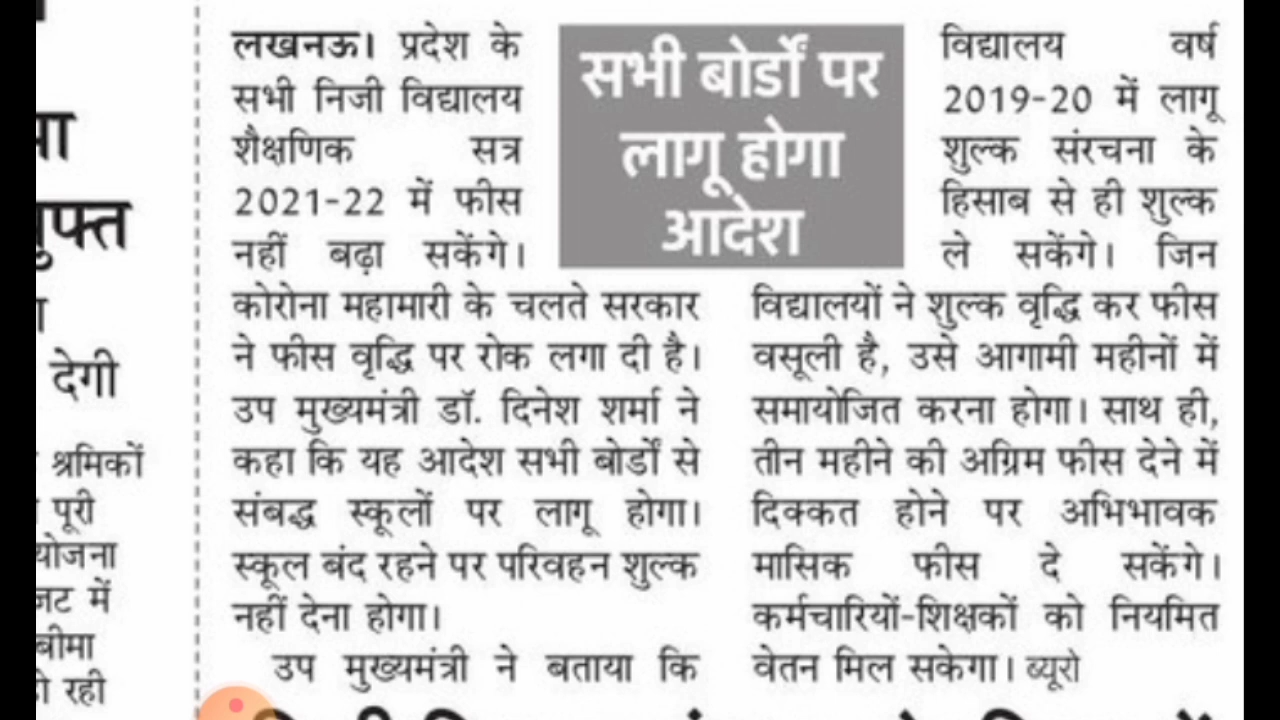 या
मुफ्त
देगी
श्रमिकों
पूरी
योजना
बजट में
बीमा
हो रही
लखनऊ। प्रदेश के
सभी निजी विद्यालय
शैक्षणिक सत्र
2021-22 में फीस
नहीं बढ़ा सकेंगे।
कोरोना महामारी के चलते सरकार
ने फीस वृद्धि पर रोक लगा दी है।
उप मुख्यमंत्री डॉ. दिनेश शर्मा ने
कहा कि यह आदेश सभी बोर्डों से
संबद्ध स्कूलों पर लागू होगा।
स्कूल बंद रहने पर परिवहन शुल्क
नहीं देना होगा।
उप मुख्यमंत्री ने बताया कि
सभी बोर्डों पर
लागू होगा
आदेश
विद्यालय वर्ष
2019-20 में लागू
शुल्क संरचना के
हिसाब से ही शुल्क
ले सकेंगे। जिन
विद्यालयों ने शुल्क वृद्धि कर फीस
वसूली है, उसे आगामी महीनों में
समायोजित करना होगा। साथ ही,
तीन महीने की अग्रिम फीस देने में
दिक्कत होने पर अभिभावक
मासिक फीस दे सकेंगे।
कर्मचारियों-शिक्षकों को नियमित
वेतन मिल सकेगा। ब्यूरो